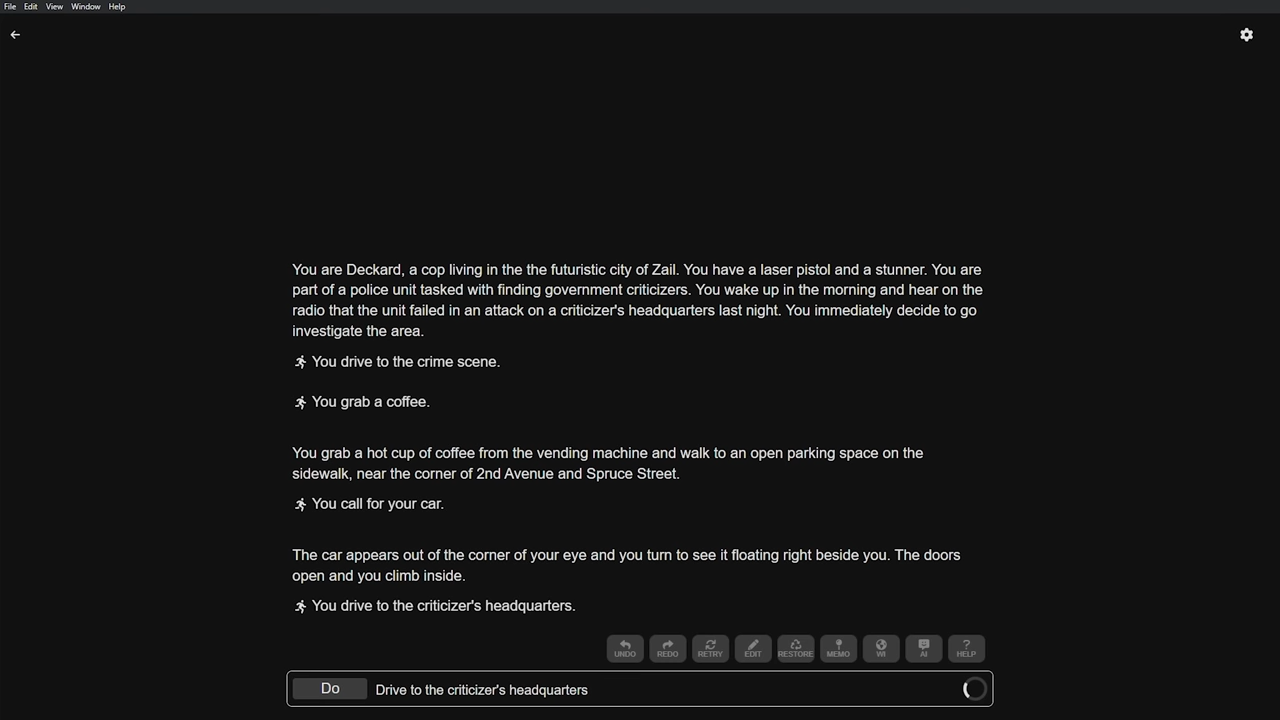 File Edit View Window Help
You are Deckard, a cop living in the the futuristic city of Zail. You have a laser pistol and a stunner. You are
part of a police unit tasked with finding government criticizers. You wake up in the morning and hear on the
radio that the unit failed in an attack on a criticizer's headquarters last night. You immediately decide to go
investigate the area.
You drive to the crime scene.
You grab a coffee.
You grab a hot cup of coffee from the vending machine and walk to an open parking space on the
sidewalk, near the corner of 2nd Avenue and Spruce Street.
You call for your car.
The car appears out of the corner of your eye and you turn to see it floating right beside you. The doors
open and you climb inside.
You drive to the criticizer's headquarters.
UNDO REDO RETRY EDIT RESTORE MEMO WI AI HELP
Do Drive to the criticizer's headquarters